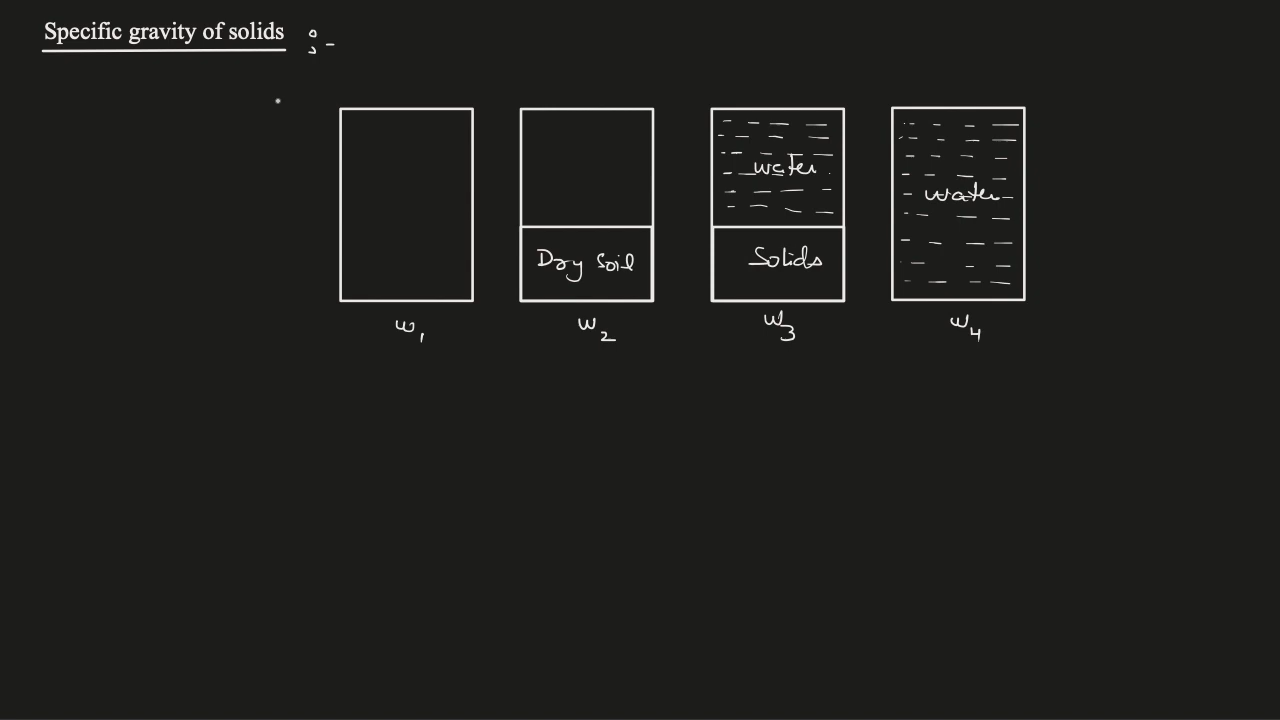 Specific gravity of solids :-
water
water
Dry Soil
Solids
w1 w2 w3 w4